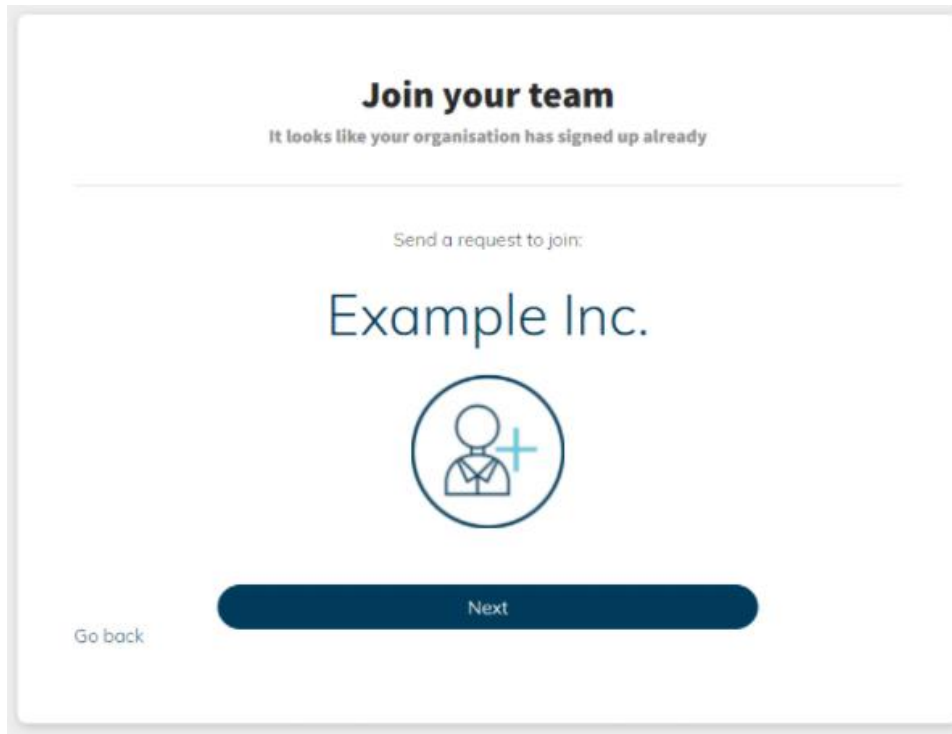 Join your team
It looks like your organisation has signed up already
Send a request to join:
Example Inc.
Next
Go back